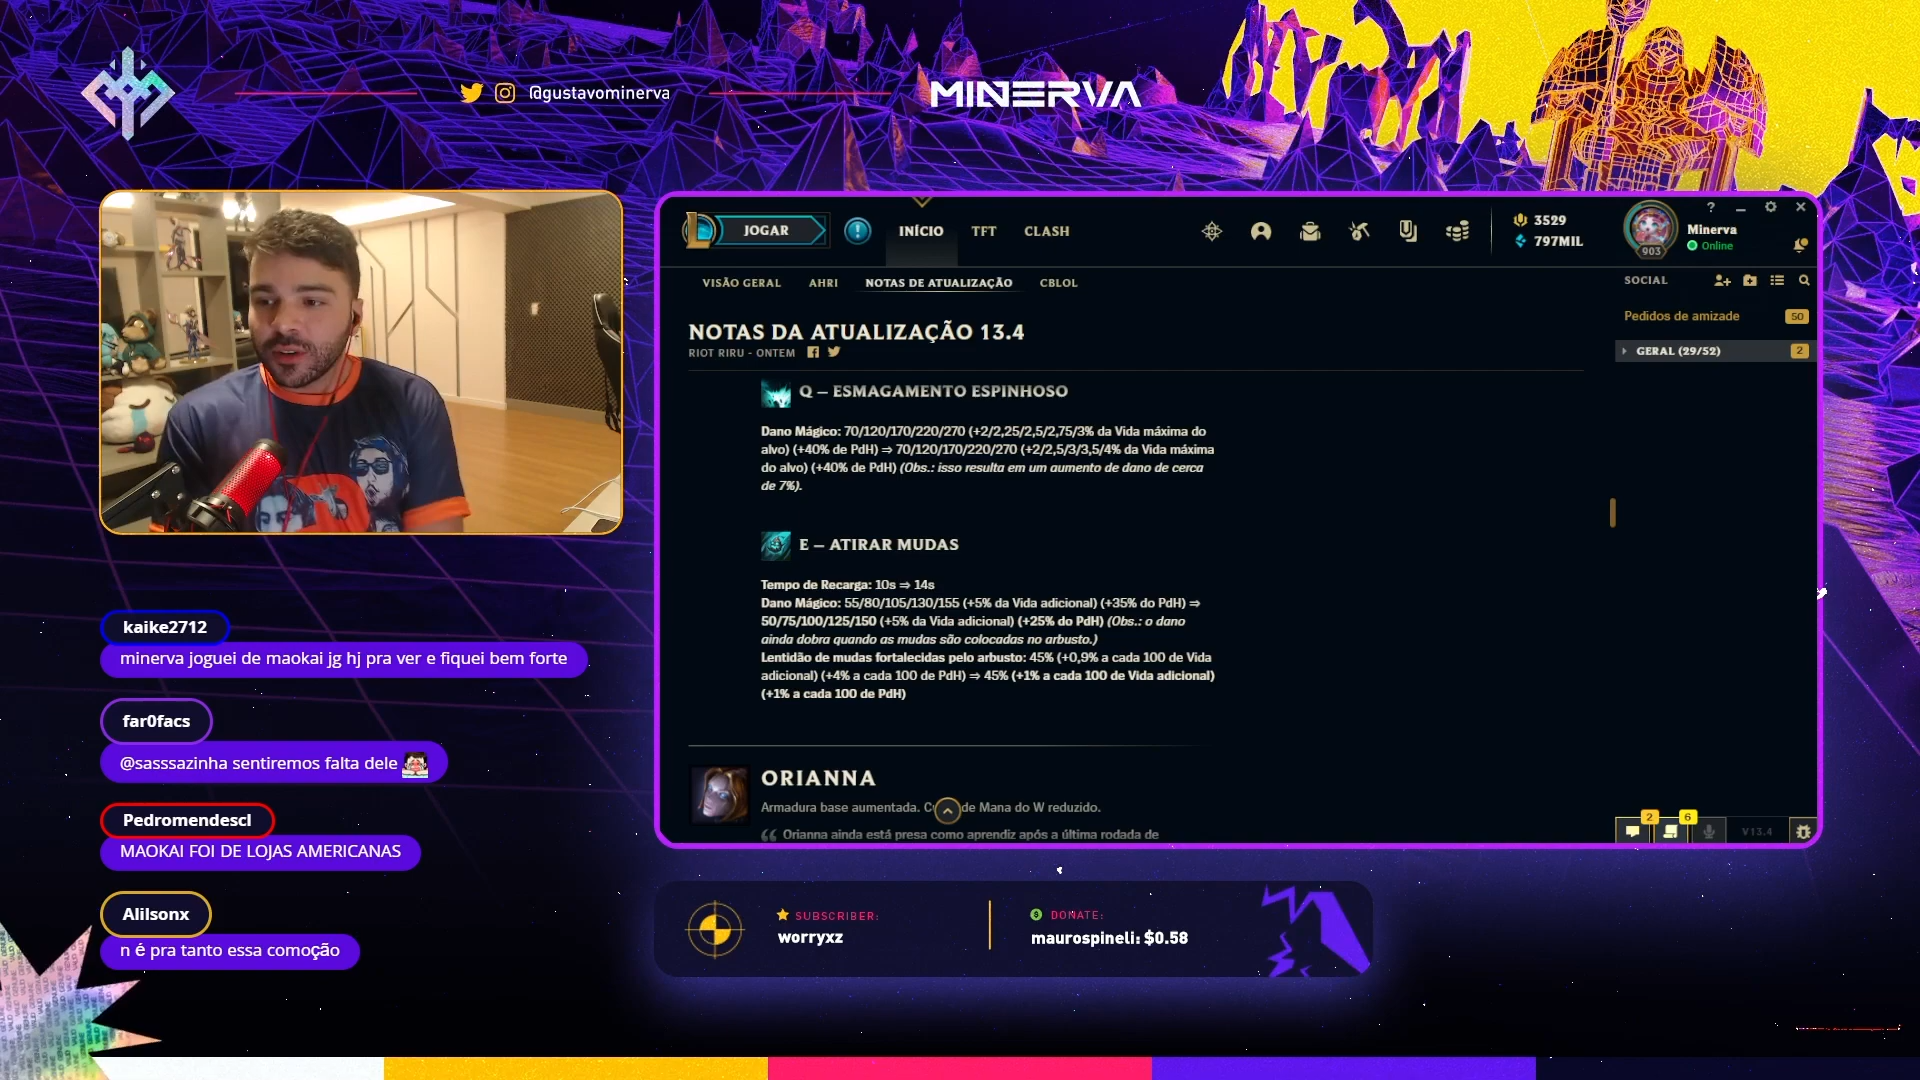 @gustavominerva
MINERVA
JOGAR
INÍCIO
TFT
CLASH
3529
797MIL
903
Minerva
Online
VISÃO GERAL
AHRI
NOTAS DE ATUALIZAÇÃO
CBLOL
SOCIAL
Pedidos de amizade
50
GERAL (29/52)
2
NOTAS DA ATUALIZAÇÃO 13.4
RIOT RIRU - ONTEM
Q – ESMAGAMENTO ESPINHOSO
Dano Mágico: 70/120/170/220/270 (+2/2,25/2,5/2,75/3% da Vida máxima do
alvo) (+40% de PdH) ⇒ 70/120/170/220/270 (+2/2,5/3/3,5/4% da Vida máxima
do alvo) (+40% de PdH) (Obs.: isso resulta em um aumento de dano de cerca
de 7%).
E – ATIRAR MUDAS
Tempo de Recarga: 10s ⇒ 14s
Dano Mágico: 55/80/105/130/155 (+5% da Vida adicional) (+35% do PdH) ⇒
50/75/100/125/150 (+5% da Vida adicional) (+25% do PdH) (Obs.: o dano
ainda dobra quando as mudas são colocadas no arbusto.)
Lentidão de mudas fortalecidas pelo arbusto: 45% (+0,9% a cada 100 de Vida
adicional) (+4% a cada 100 de PdH) ⇒ 45% (+1% a cada 100 de Vida adicional)
(+1% a cada 100 de PdH)
ORIANNA
Armadura base aumentada. de Mana do W reduzido.
Orianna ainda está presa como aprendiz após a última rodada de
2
6
V13.4
kaike2712
minerva joguei de maokai jg hj pra ver e fiquei bem forte
far0facs
@sasssazinha sentiremos falta dele
Pedromendescl
MAOKAI FOI DE LOJAS AMERICANAS
Alilsonx
n é pra tanto essa comoção
SUBSCRIBER:
worryxz
DONATE:
maurospineli: $0.58